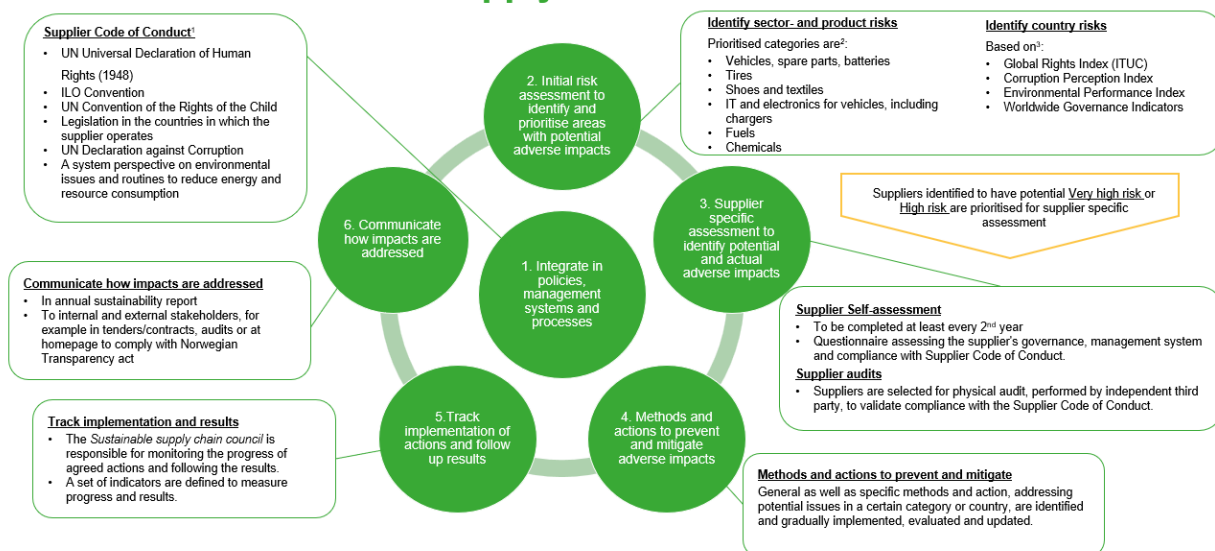 Supplier Code of Conduct¹
• UN Universal Declaration of Human
Rights (1948)
• ILO Convention
• UN Convention of the Rights of the Child
• Legislation in the countries in which the
supplier operates
• UN Declaration against Corruption
• A system perspective on environmental
issues and routines to reduce energy and
resource consumption
2. Initial risk
assessment to
identify and
prioritise areas
with potential
adverse impacts
Identify sector- and product risks
Prioritised categories are²:
• Vehicles, spare parts, batteries
• Tires
• Shoes and textiles
• IT and electronics for vehicles, including
chargers
• Fuels
• Chemicals
Identify country risks
Based on³:
• Global Rights Index (ITUC)
• Corruption Perception Index
• Environmental Performance Index
• Worldwide Governance Indicators
Suppliers identified to have potential Very high risk or
High risk are prioritised for supplier specific
assessment
3. Supplier
specific
assessment to
identify potential
and actual
adverse impacts
6. Communicate
how impacts are
addressed
1. Integrate in
policies,
management
systems and
processes
Communicate how impacts are addressed
• In annual sustainability report
• To internal and external stakeholders, for
example in tenders/contracts, audits or at
homepage to comply with Norwegian
Transparency act
Supplier Self-assessment
• To be completed at least every 2nd year
• Questionnaire assessing the supplier's governance, management system
and compliance with Supplier Code of Conduct.
Supplier audits
• Suppliers are selected for physical audit, performed by independent third
party, to validate compliance with the Supplier Code of Conduct.
5.Track
implementation of
actions and follow
up results
4. Methods and
actions to prevent
and mitigate
adverse impacts
Track implementation and results
• The Sustainable supply chain council is
responsible for monitoring the progress of
agreed actions and following the results.
• A set of indicators are defined to measure
progress and results.
Methods and actions to prevent and mitigate
General as well as specific methods and action, addressing
potential issues in a certain category or country, are identified
and gradually implemented, evaluated and updated.